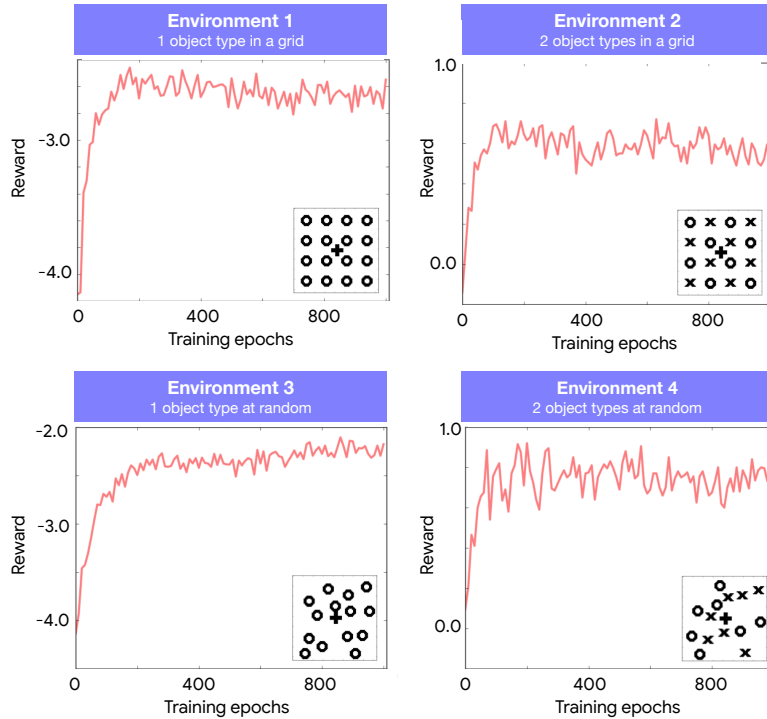 Environment 1
1 object type in a grid
Reward
-3.0
-4.0
0
400
800
Training epochs
Environment 2
2 object types in a grid
Reward
1.0
0.0
0
400
800
Training epochs
Environment 3
1 object type at random
Reward
-2.0
-3.0
-4.0
0
400
800
Training epochs
Environment 4
2 object types at random
Reward
1.0
0.0
0
400
800
Training epochs